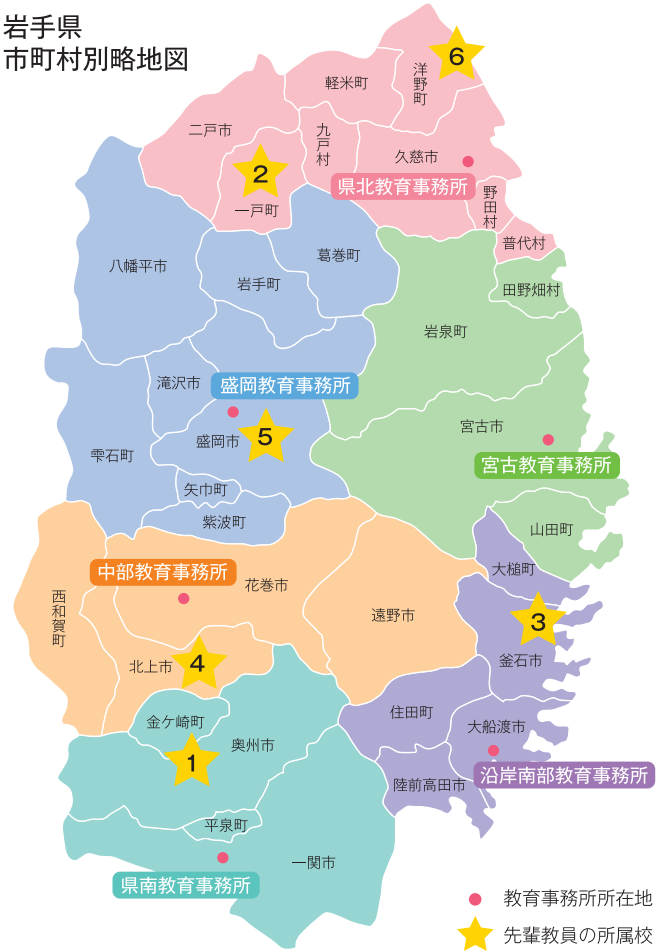 岩手県
市町村別略地図
6
洋野町
軽米町
二戸市
九戸村
久慈市
2
県北教育事務所
野田村
一戸町
普代村
葛巻町
八幡平市
岩手町
田野畑村
岩泉町
滝沢市
盛岡教育事務所
宮古市
5
盛岡市
雫石町
宮古教育事務所
矢巾町
紫波町
山田町
大槌町
中部教育事務所
花巻市
西和賀町
遠野市
3
釜石市
4
北上市
住田町
金ケ崎町
大船渡市
奥州市
1
沿岸南部教育事務所
陸前高田市
平泉町
一関市
県南教育事務所
教育事務所所在地
先輩教員の所属校